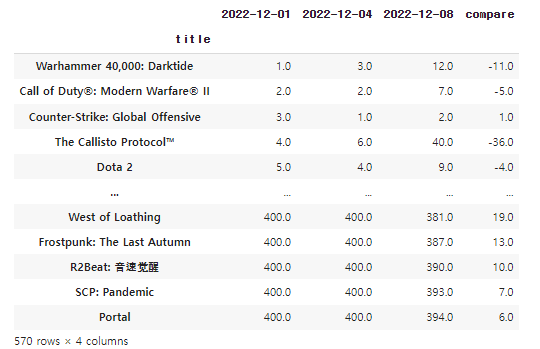 2022-12-01 2022-12-04 2022-12-08 compare
title
Warhammer 40,000: Darktide 1.0 3.0 12.0 -11.0
Call of Duty®: Modern Warfare® II 2.0 2.0 7.0 -5.0
Counter-Strike: Global Offensive 3.0 1.0 2.0 1.0
The Callisto Protocol™ 4.0 6.0 40.0 -36.0
Dota 2 5.0 4.0 9.0 -4.0
... ... ... ... ...
West of Loathing 400.0 400.0 381.0 19.0
Frostpunk: The Last Autumn 400.0 400.0 387.0 13.0
R2Beat: 音速觉醒 400.0 400.0 390.0 10.0
SCP: Pandemic 400.0 400.0 393.0 7.0
Portal 400.0 400.0 394.0 6.0
570 rows × 4 columns